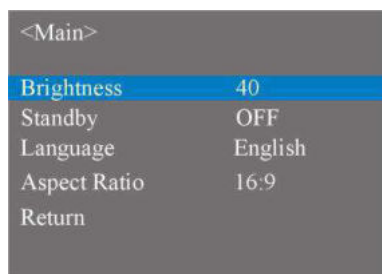 <Main>
Brightness 40
Standby OFF
Language English
Aspect Ratio 16:9
Return